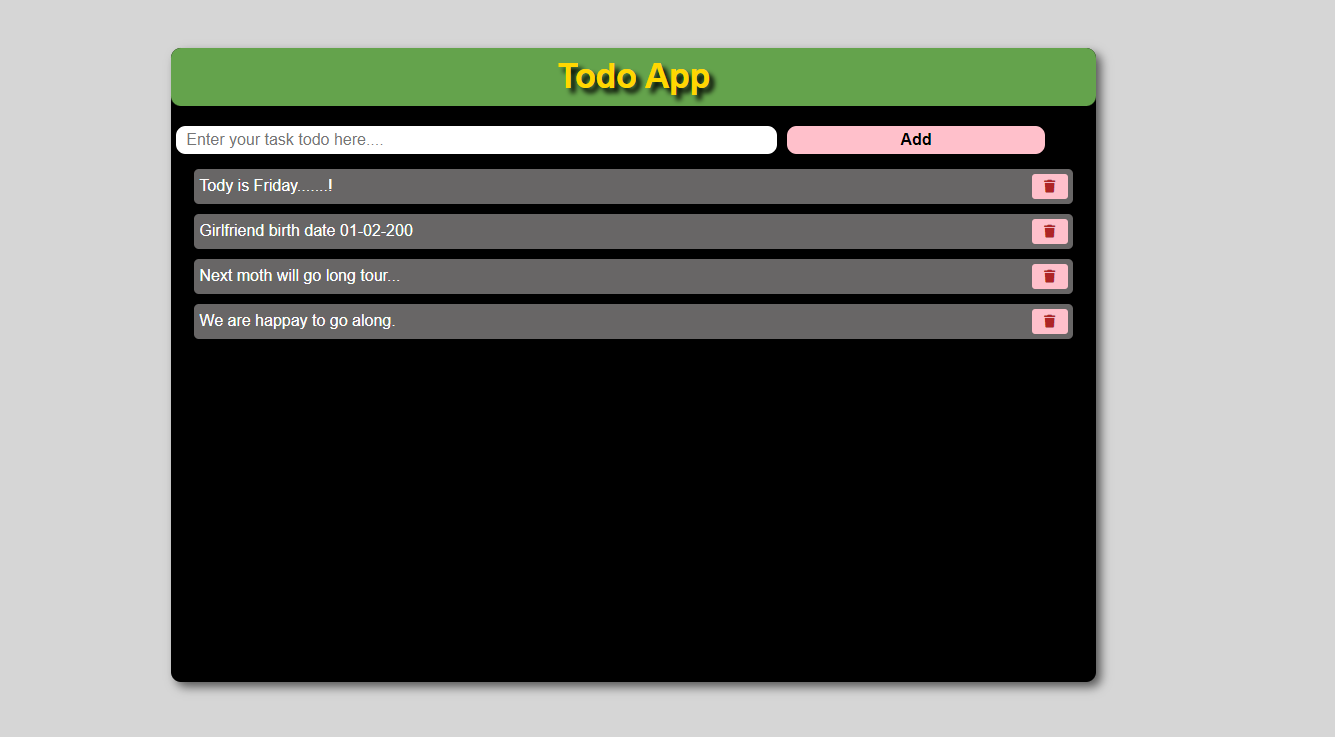 Todo App
Enter your task todo here....
Add
Tody is Friday.......!
Girlfriend birth date 01-02-200
Next moth will go long tour...
We are happay to go along.